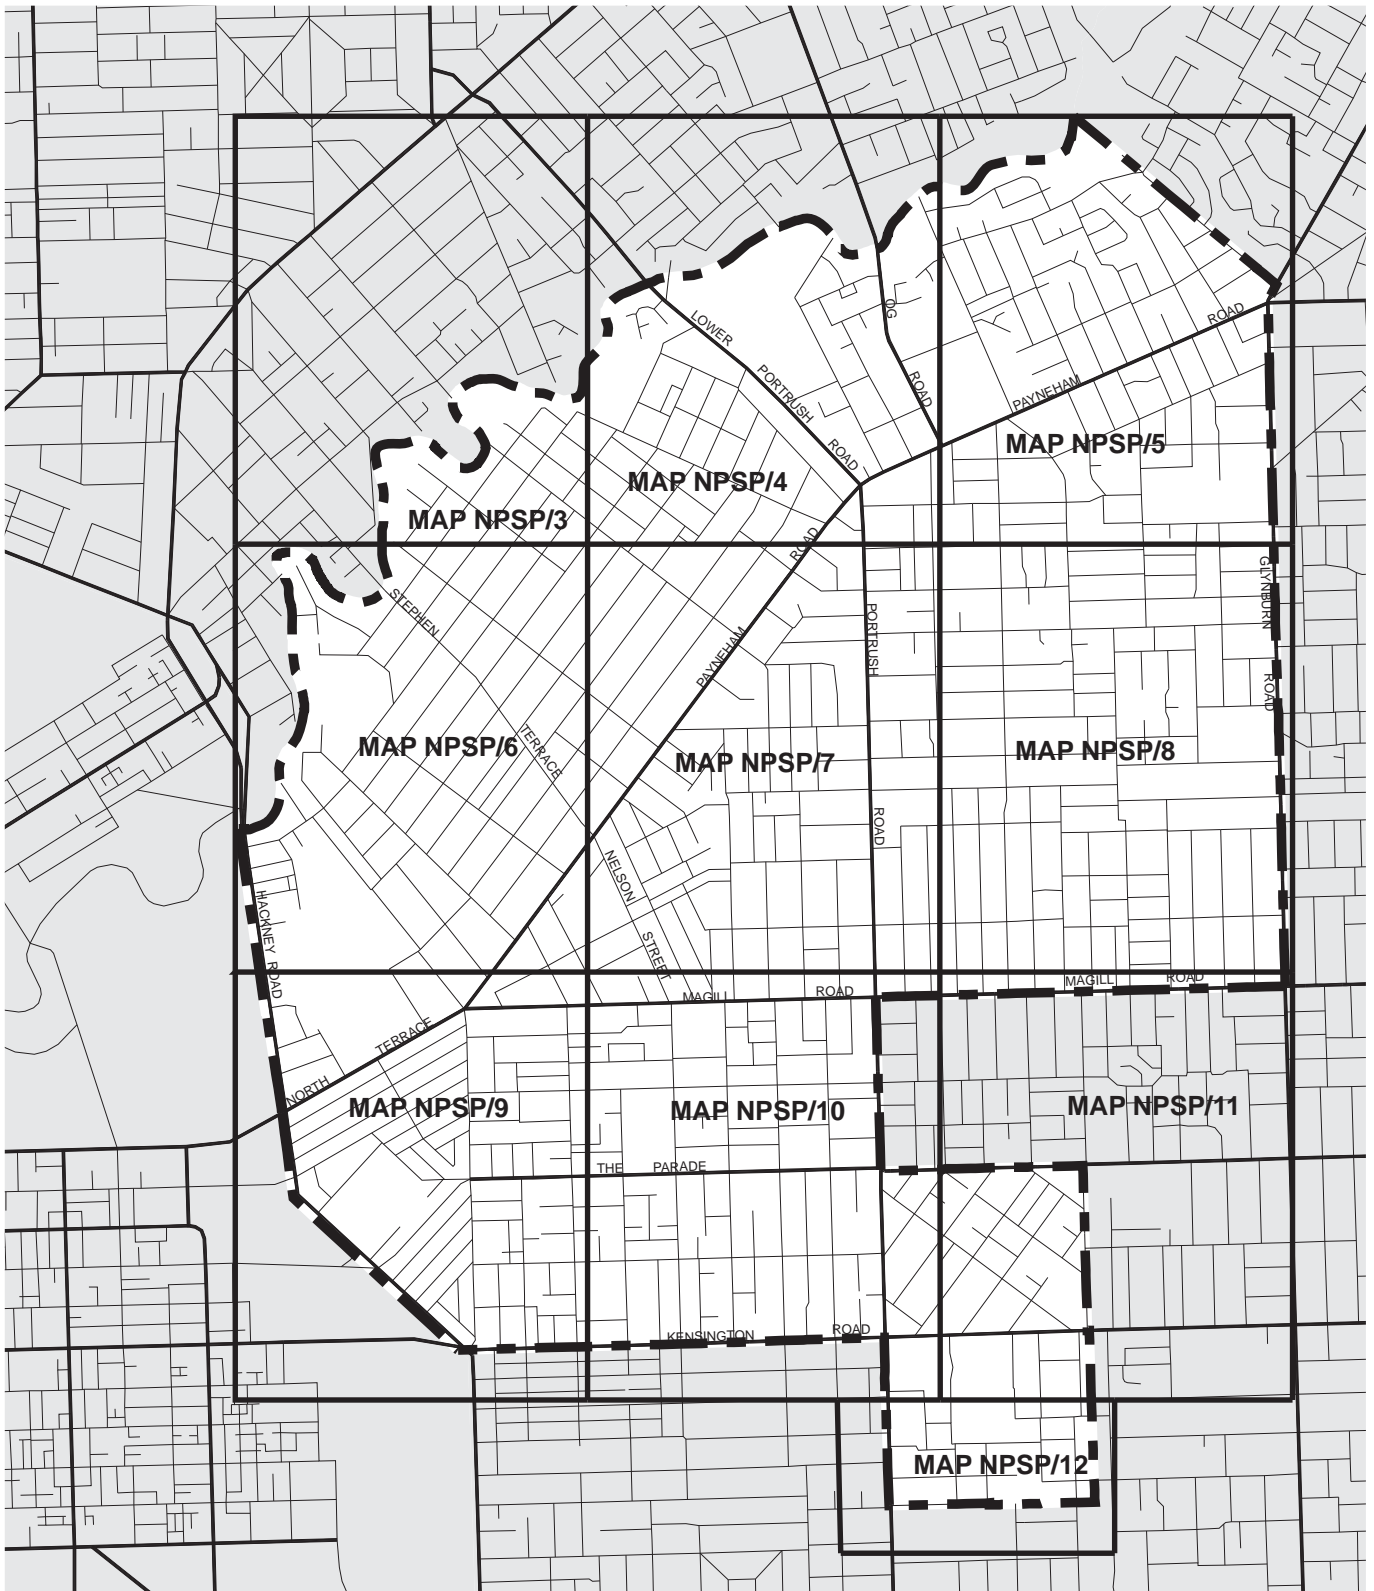 LOWER
PORTRUSH
ROAD
OG
ROAD
PAYNEHAM
ROAD
MAP NPSP/5
MAP NPSP/4
MAP NPSP/3
ROAD
PAYNEHAM
STEPHEN
TERRACE
PORTRUSH
ROAD
GLYNBURN
ROAD
MAP NPSP/6
MAP NPSP/7
MAP NPSP/8
NELSON
STREET
HACKNEY ROAD
MAGILL
ROAD
MAGILL
ROAD
NORTH
TERRACE
MAP NPSP/9
MAP NPSP/10
MAP NPSP/11
THE PARADE
KENSINGTON
ROAD
MAP NPSP/12